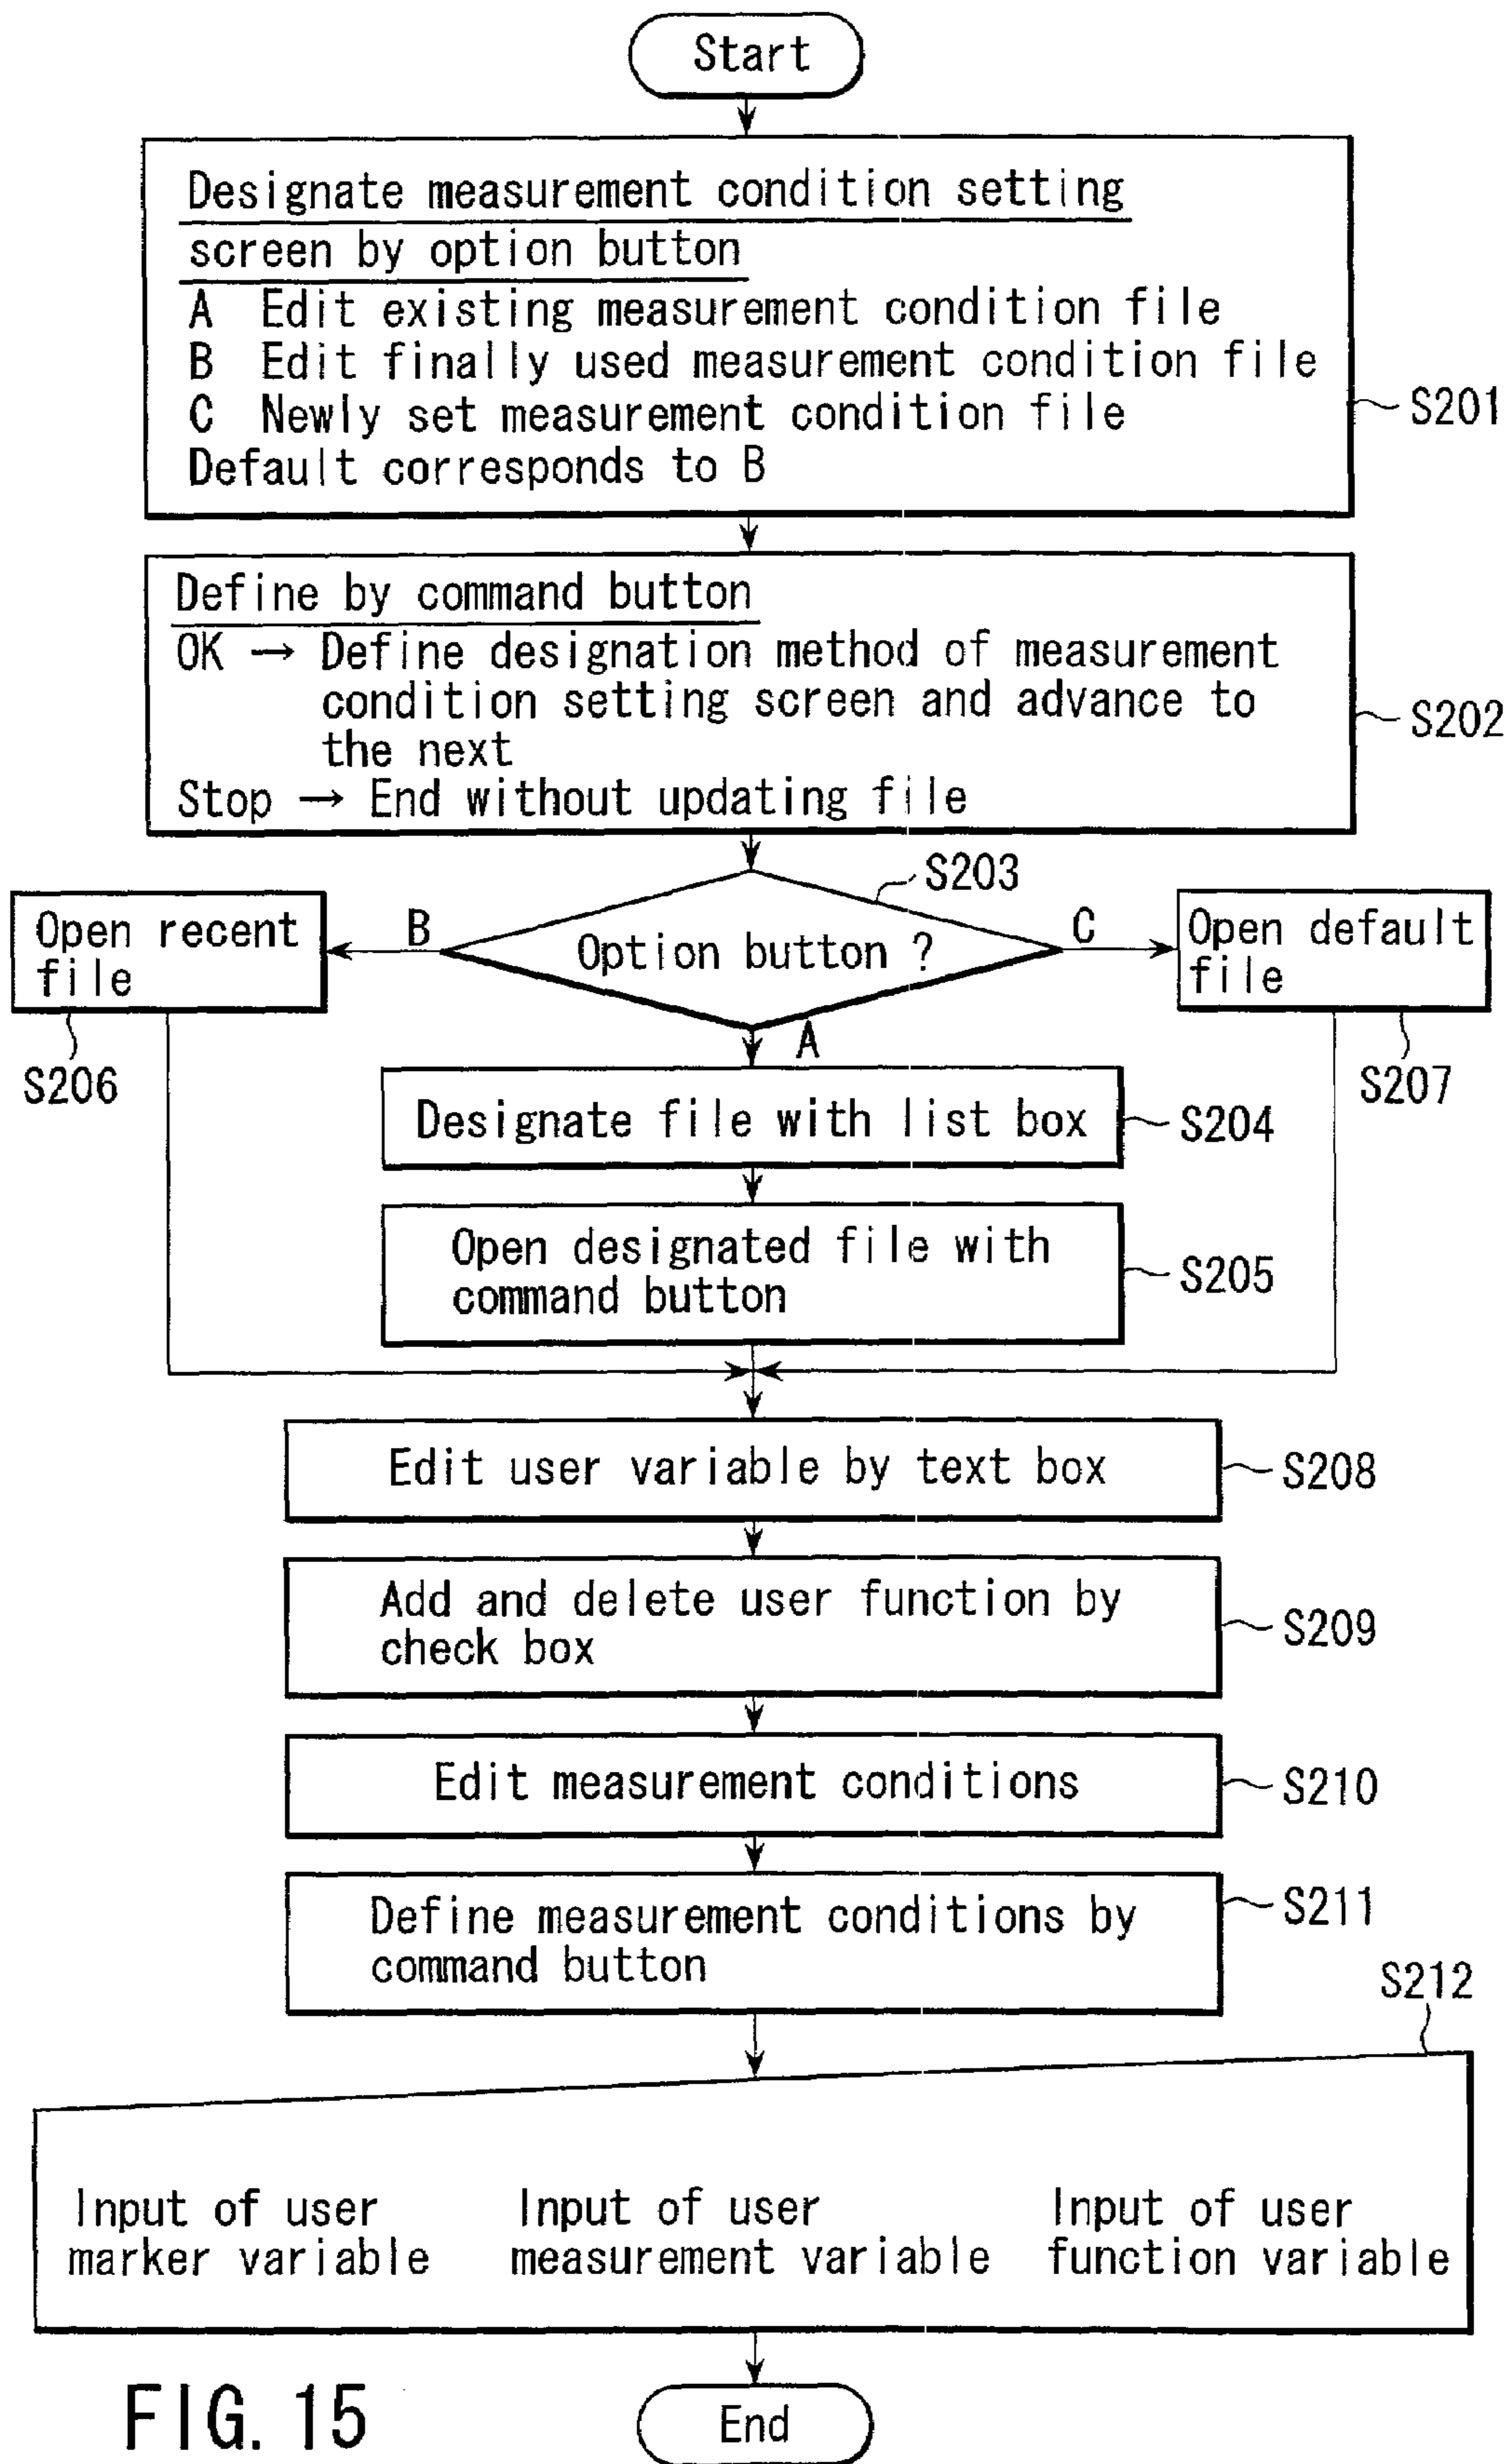 Start
Designate measurement condition setting
screen by option button
A Edit existing measurement condition file
B Edit finally used measurement condition file
C Newly set measurement condition file
Default corresponds to B
S201
Define by command button
OK → Define designation method of measurement
condition setting screen and advance to
the next
Stop → End without updating file
S202
S203
Option button ?
B
Open recent
file
S206
C
Open default
file
S207
A
Designate file with list box
S204
Open designated file with
command button
S205
Edit user variable by text box
S208
Add and delete user function by
check box
S209
Edit measurement conditions
S210
Define measurement conditions by
command button
S211
S212
Input of user
marker variable
Input of user
measurement variable
Input of user
function variable
End
FIG. 15